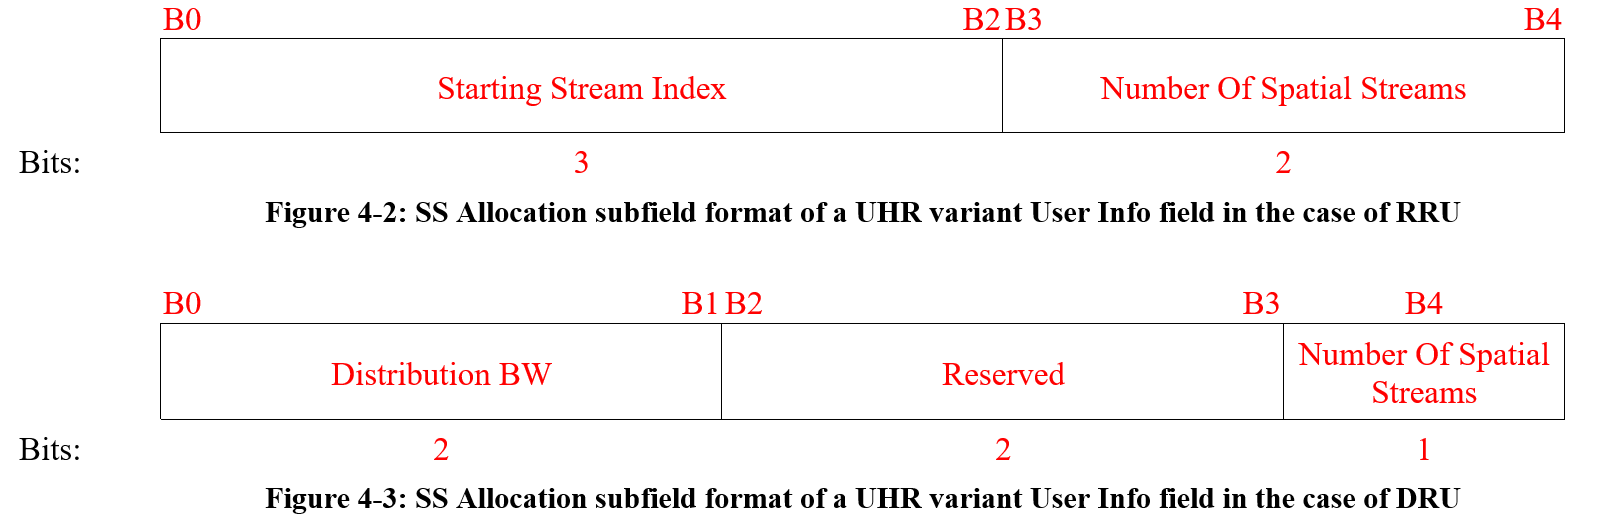 B0 B2 B3 B4
Starting Stream Index Number Of Spatial Streams
Bits: 3 2
Figure 4-2: SS Allocation subfield format of a UHR variant User Info field in the case of RRU
B0 B1 B2 B3 B4
Distribution BW Reserved Number Of Spatial Streams
Bits: 2 2 1
Figure 4-3: SS Allocation subfield format of a UHR variant User Info field in the case of DRU